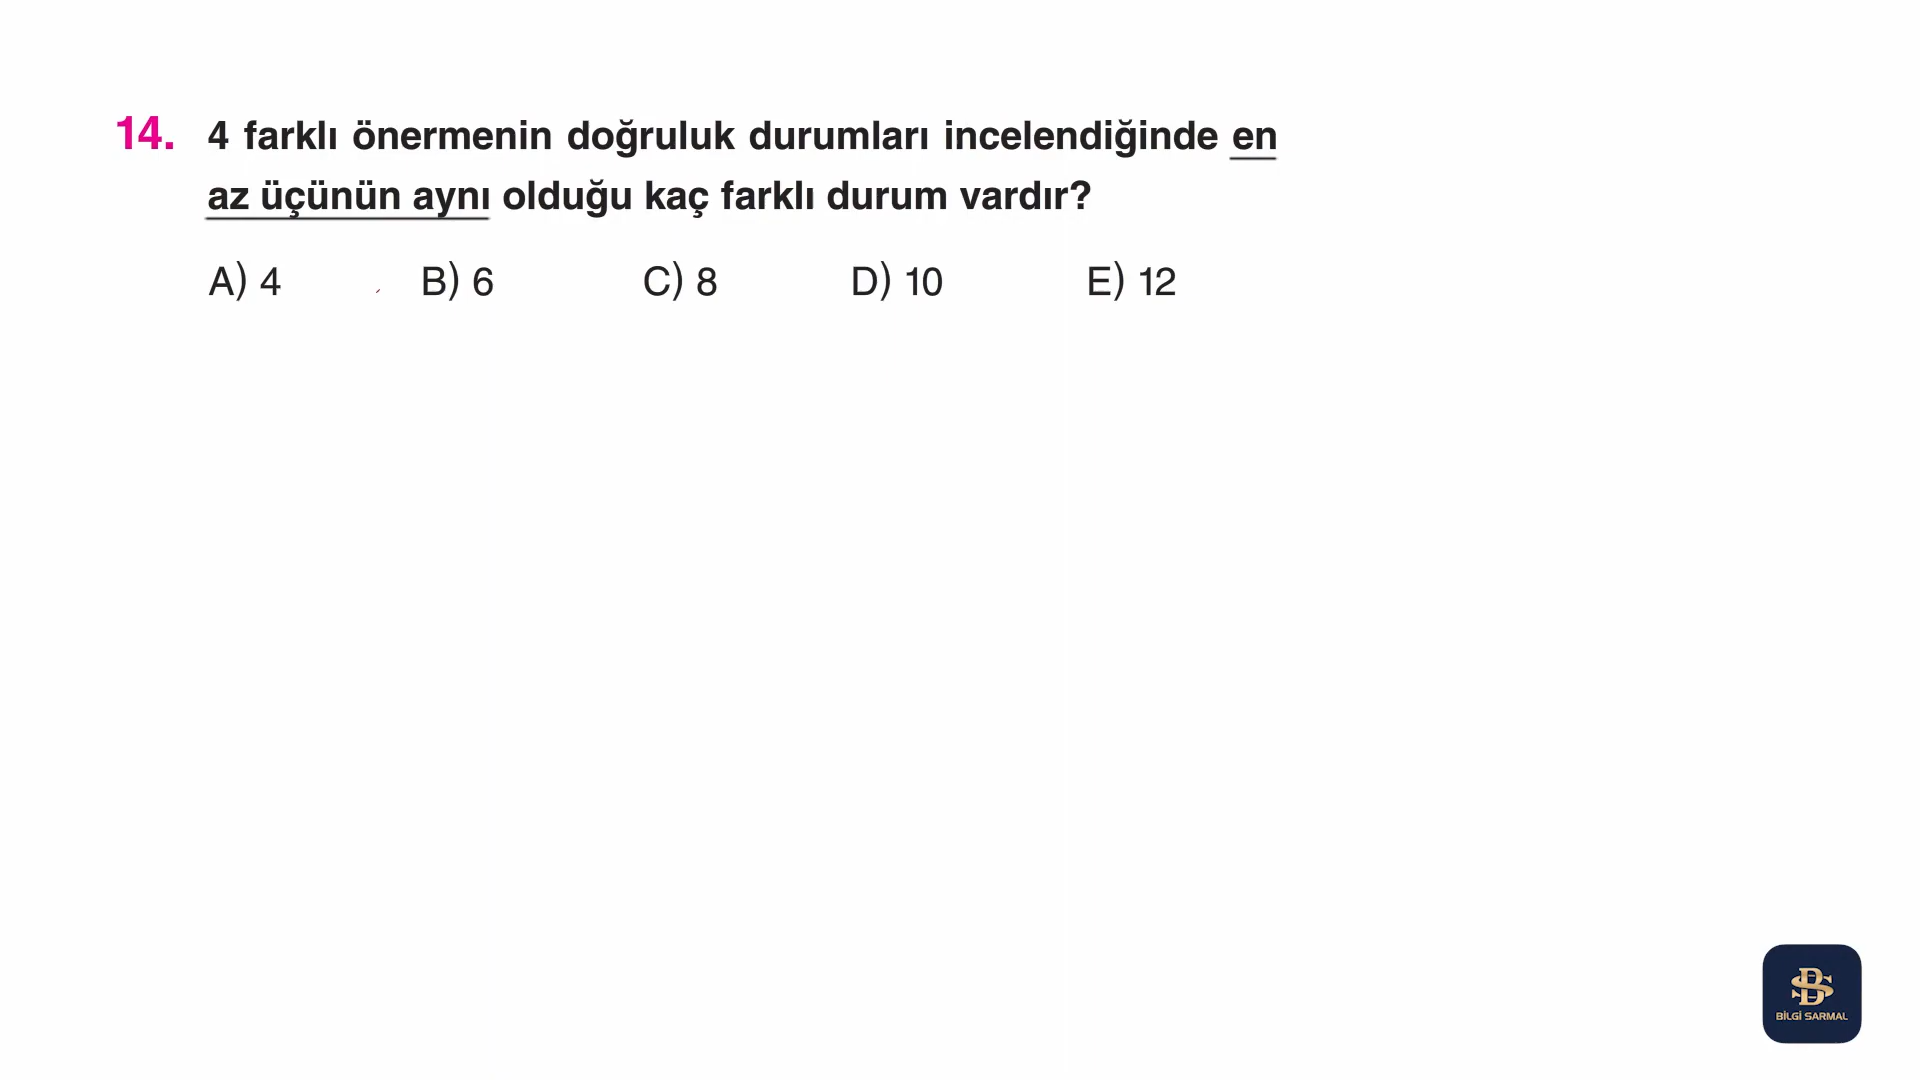 14. 4 farklı önermenin doğruluk durumları incelendiğinde en
az üçünün aynı olduğu kaç farklı durum vardır?
A) 4 B) 6 C) 8 D) 10 E) 12
BİLGİ SARMAL